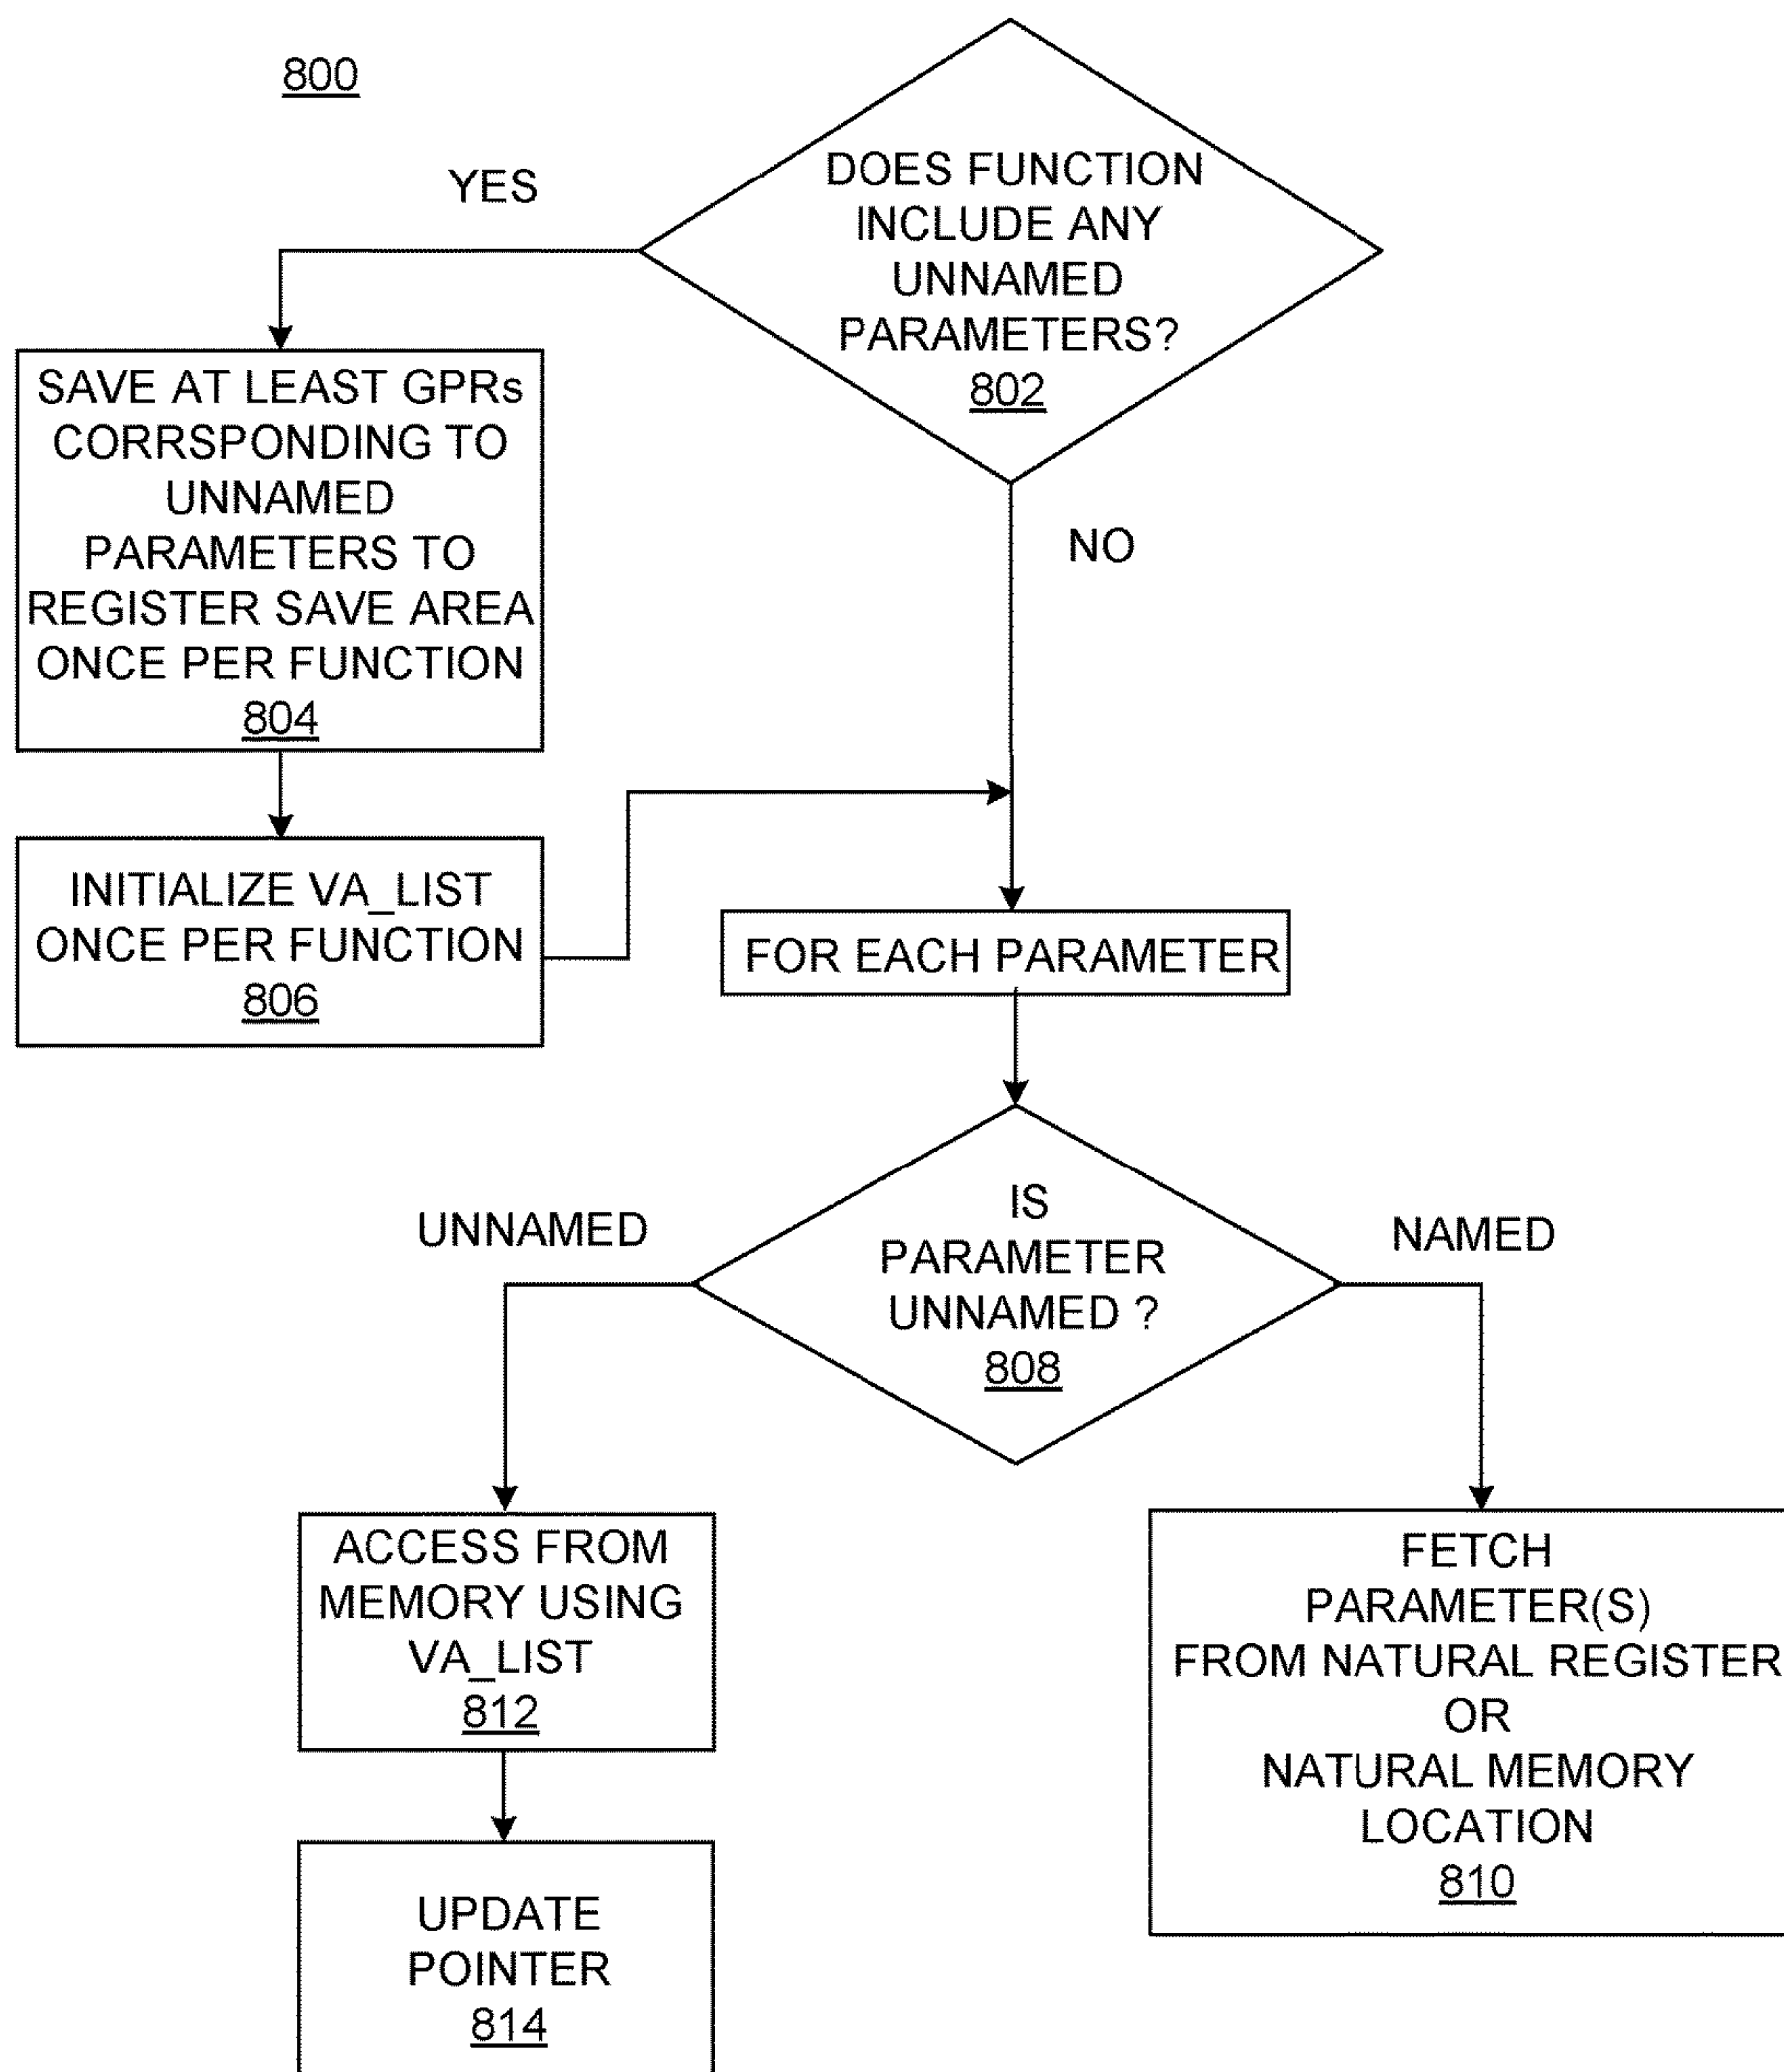 800
DOES FUNCTION
INCLUDE ANY
UNNAMED
PARAMETERS?
802
YES
NO
SAVE AT LEAST GPRs
CORRSPONDING TO
UNNAMED
PARAMETERS TO
REGISTER SAVE AREA
ONCE PER FUNCTION
804
INITIALIZE VA_LIST
ONCE PER FUNCTION
806
FOR EACH PARAMETER
IS
PARAMETER
UNNAMED ?
808
UNNAMED
NAMED
ACCESS FROM
MEMORY USING
VA_LIST
812
UPDATE
POINTER
814
FETCH
PARAMETER(S)
FROM NATURAL REGISTER
OR
NATURAL MEMORY
LOCATION
810